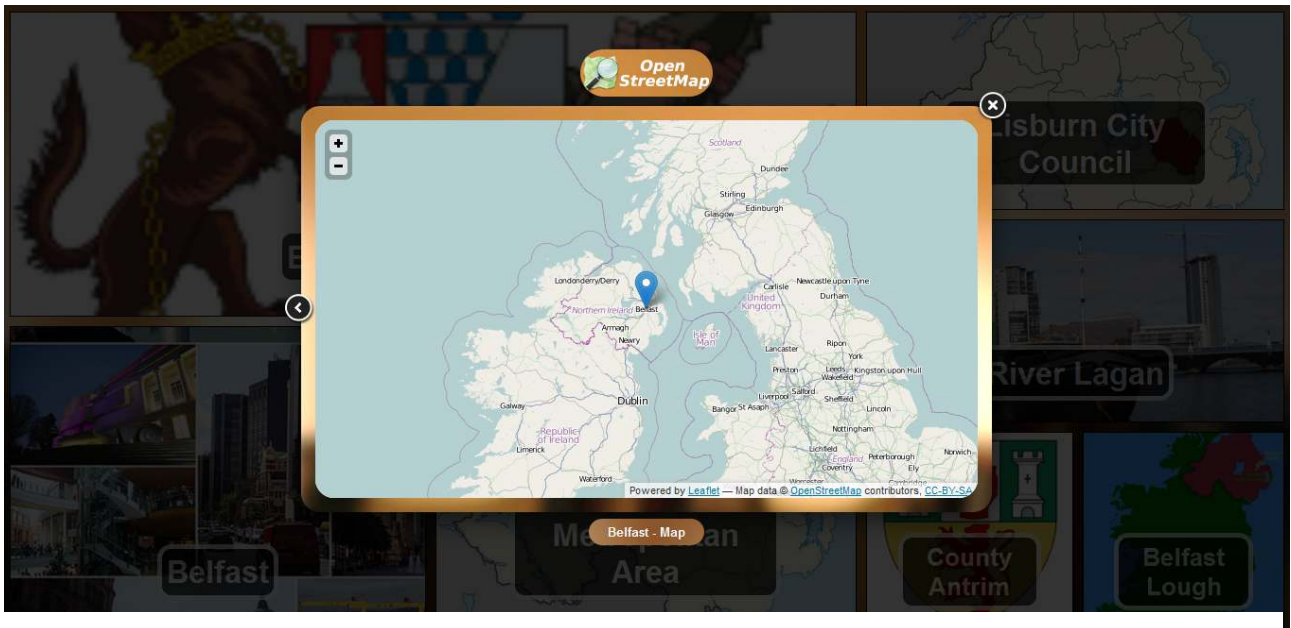 Open
StreetMap
Lisburn City
Council
+
−
Scotland
Dundee
Stirling
Glasgow
Edinburgh
Londonderry/Derry
Newcastle upon Tyne
Carlisle
Durham
United
Kingdom
Northern Ireland
Belfast
Armagh
Newry
Isle of
Man
Lancaster
Ripon
York
Preston
Leeds
Kingston upon Hull
Wakefield
River Lagan
Salford
Liverpool
Sheffield
Dublin
Galway
Bangor
St Asaph
Lincoln
Republic
of Ireland
Nottingham
Limerick
Lichfield
England
Peterborough
Norwich
Coventry
Ely
Waterford
Worcester
Cambridge
Powered by Leaflet — Map data © OpenStreetMap contributors, CC-BY-SA
Belfast - Map
Area
Belfast
County
Antrim
Belfast
Lough